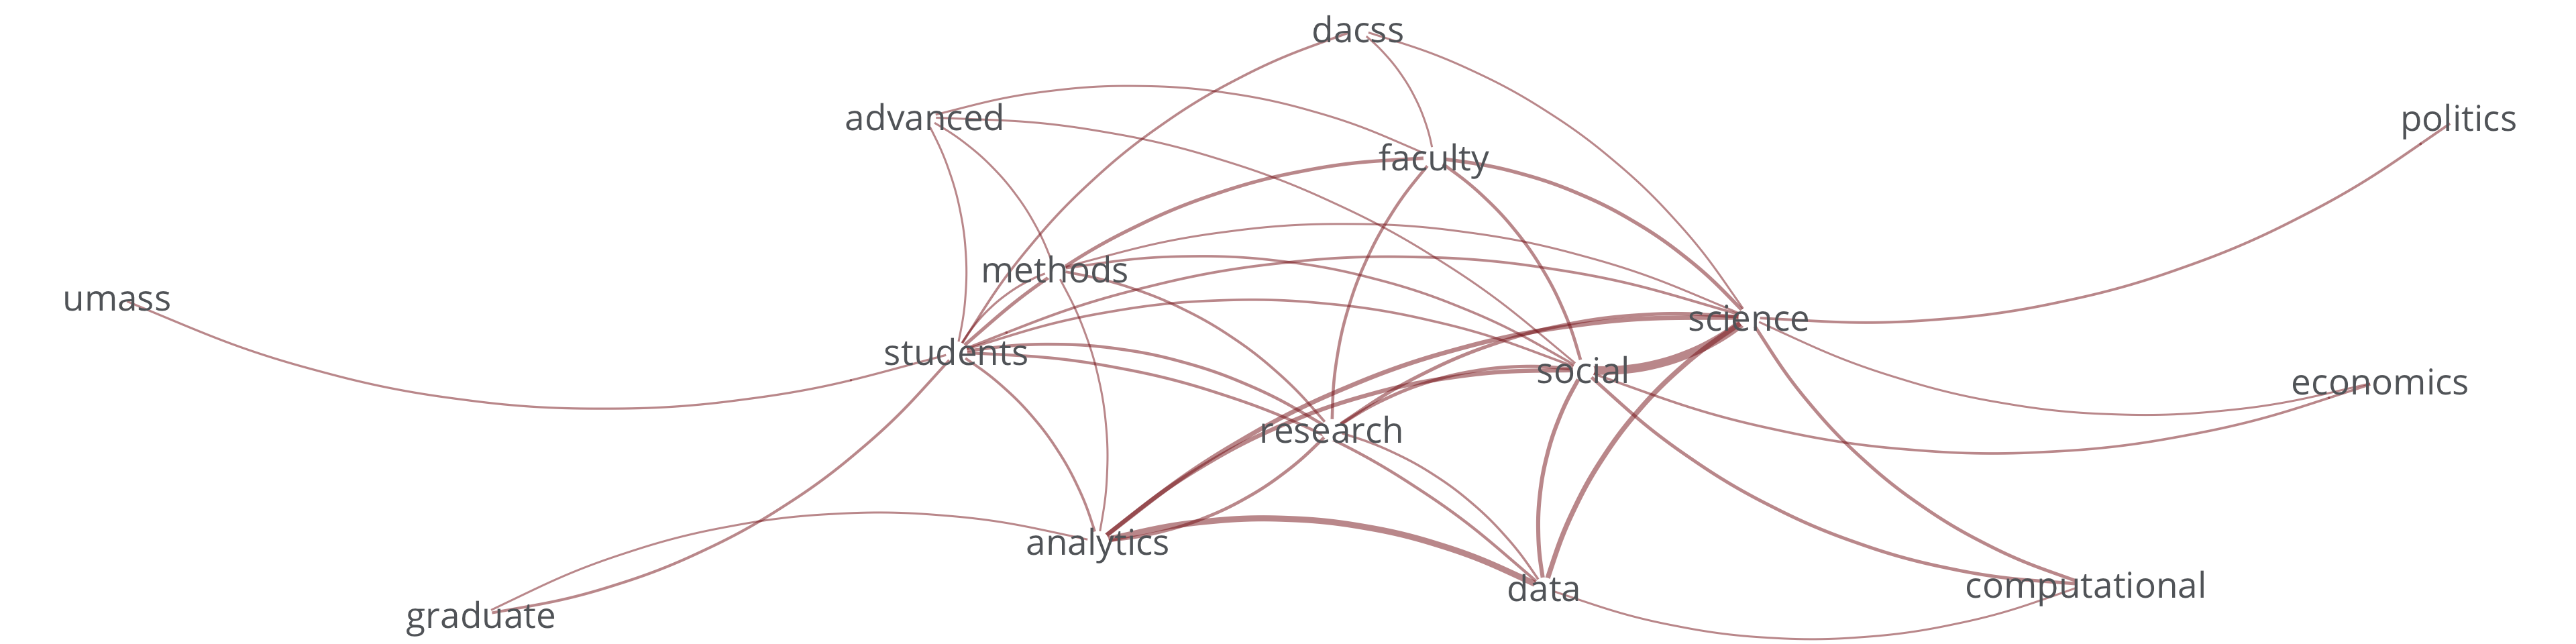 dacss
advanced
politics
faculty
methods
umass
science
students
social
economics
research
analytics
data
computational
graduate